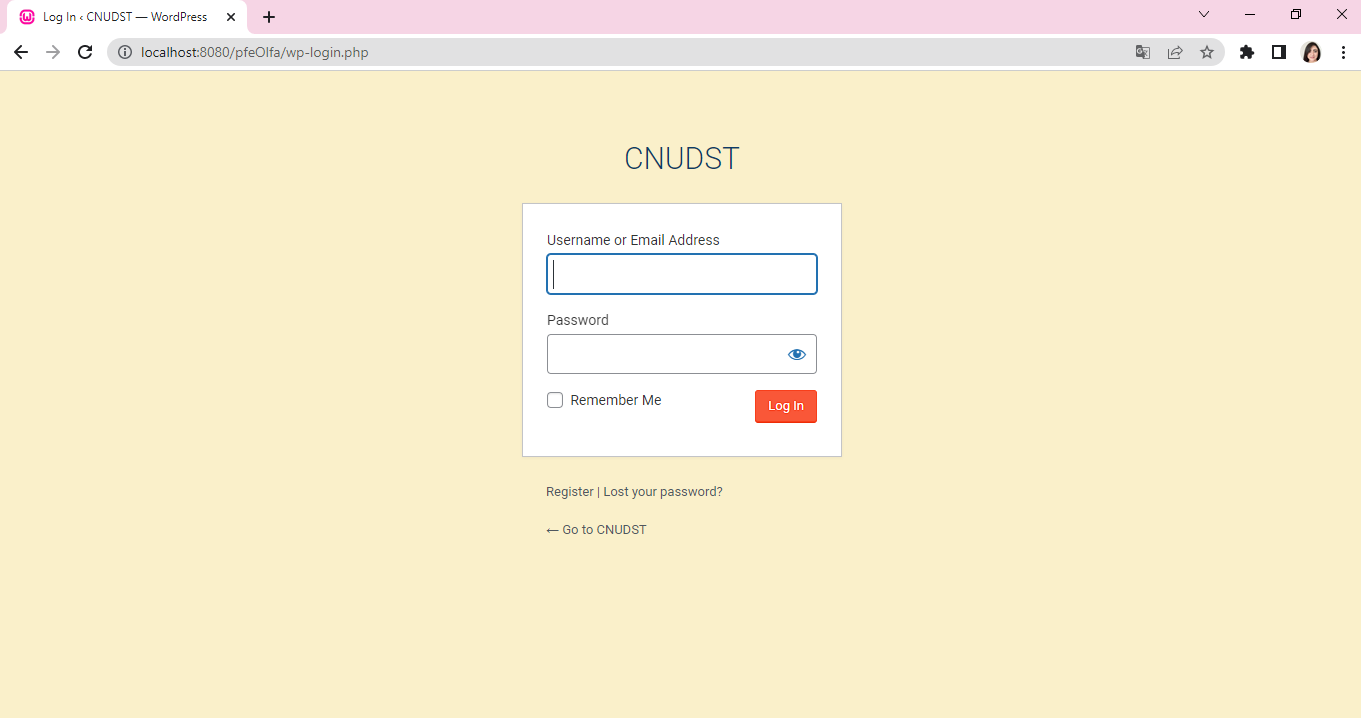 Log In ‹ CNUDST — WordPress
localhost:8080/pfeOlfa/wp-login.php
CNUDST
Username or Email Address
Password
Remember Me
Log In
Register | Lost your password?
← Go to CNUDST